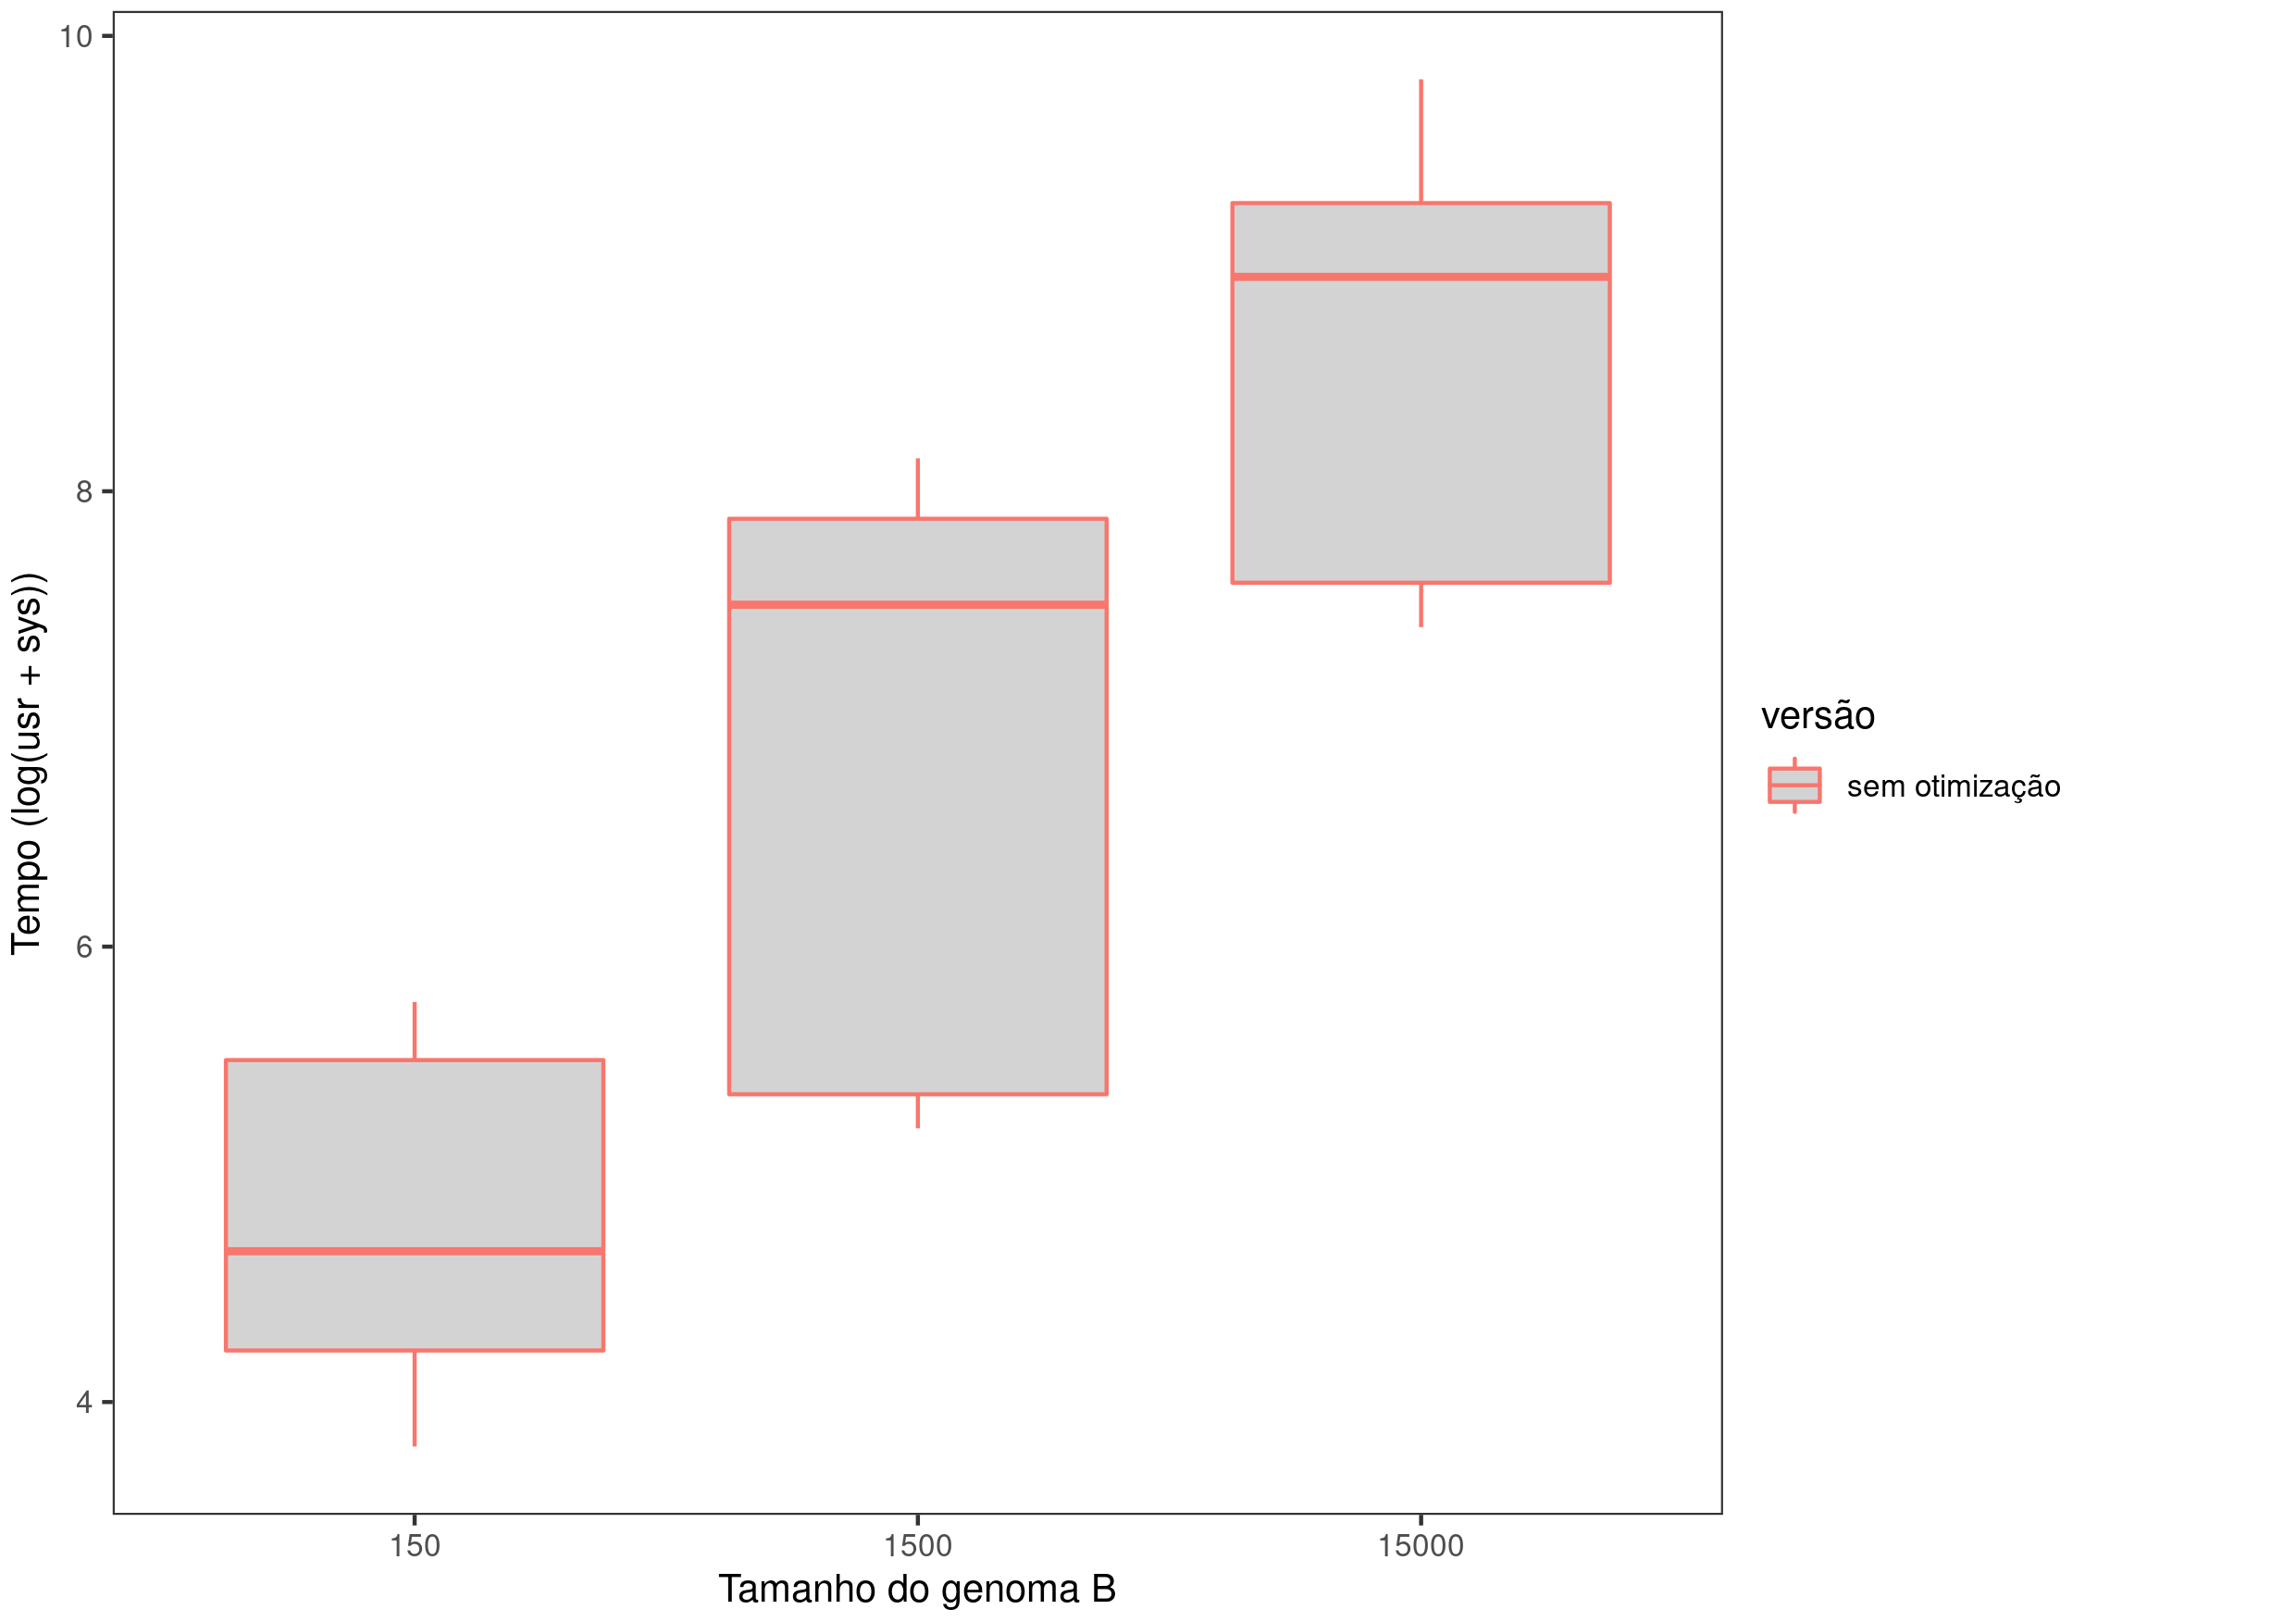 Tempo (log(usr + sys))
10
8
6
4
150 1500 15000
Tamanho do genoma B
versão
sem otimização